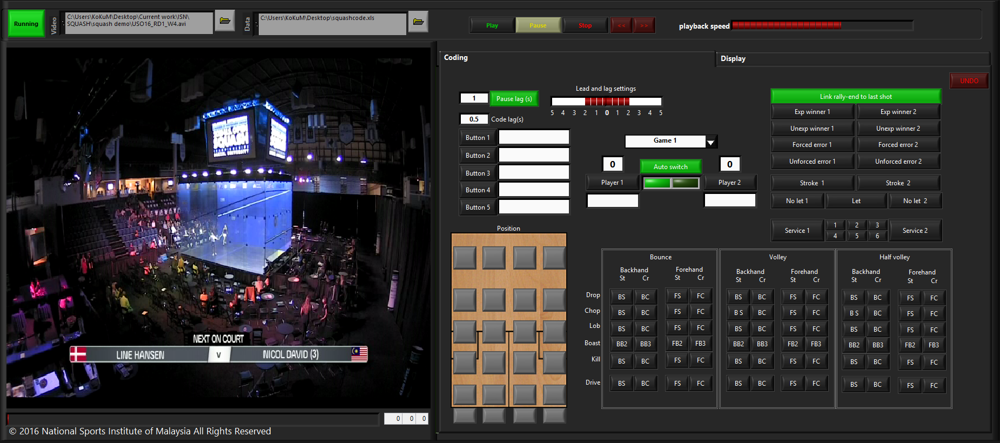 Running
Video
C:\Users\KoKuM\Desktop\Current work\ISN\
SQUASH\squash demo\USO16_RD1_W4.avi
Data
C:\Users\KoKuM\Desktop\squashcode.xls
Play
Pause
Stop
<<
>>
playback speed
NEXT ON COURT
LINE HANSEN
V
NICOL DAVID (3)
SQUASH
0 0 0
© 2016 National Sports Institute of Malaysia All Rights Reserved
Coding
Display
UNDO
1 Pause lag (s)
0.5 Code lag(s)
Lead and lag settings
5 4 3 2 1 0 1 2 3 4 5
Button 1
Button 2
Button 3
Button 4
Button 5
Game 1
0 Auto switch 0
Player 1 Player 2
Link rally-end to last shot
Exp winner 1 Exp winner 2
Unexp winner 1 Unexp winner 2
Forced error 1 Forced error 2
Unforced error 1 Unforced error 2
Stroke 1 Stroke 2
No let 1 Let No let 2
Service 1 1 2 3 Service 2
4 5 6
Position
Bounce Volley Half volley
Backhand Forehand Backhand Forehand Backhand Forehand
St Cr St Cr St Cr St Cr St Cr St Cr
Drop BS BC FS FC BS BC FS FC BS BC FS FC
Chop BS BC FS FC B S BC FS FC B S BC FS FC
Lob BS BC FS FC BS BC FS FC BS BC FS FC
Boast BB2 BB3 FB2 FB3 BB2 BB3 FB2 FB3 BB2 BB3 FB2 FB3
Kill BS BC FS FC BS BC FS FC BS BC FS FC
Drive BS BC FS FC BS BC FS FC BS BC FS FC